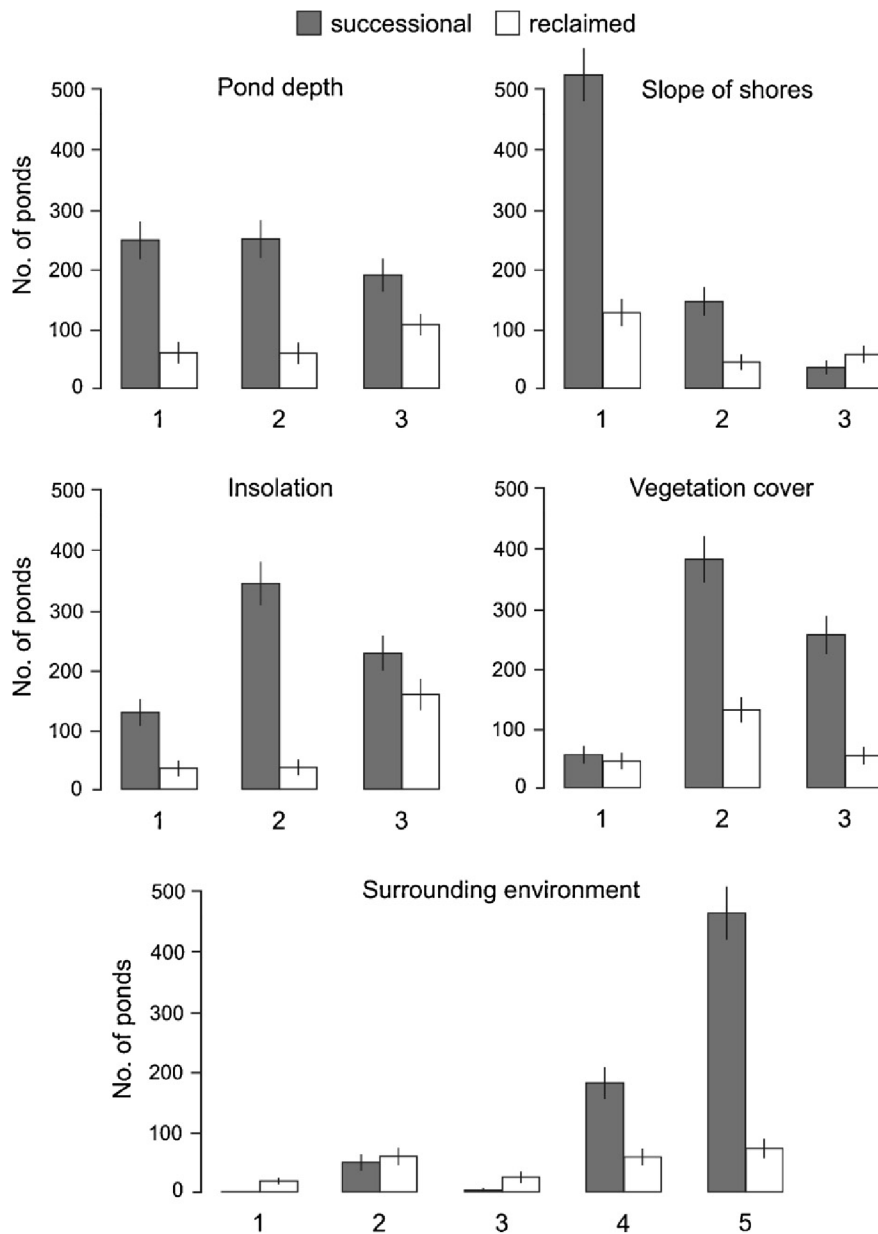 successional reclaimed
Pond depth
No. of ponds
500
400
300
200
100
0
1 2 3
Slope of shores
500
400
300
200
100
0
1 2 3
Insolation
No. of ponds
500
400
300
200
100
0
1 2 3
Vegetation cover
500
400
300
200
100
0
1 2 3
Surrounding environment
No. of ponds
500
400
300
200
100
0
1 2 3 4 5